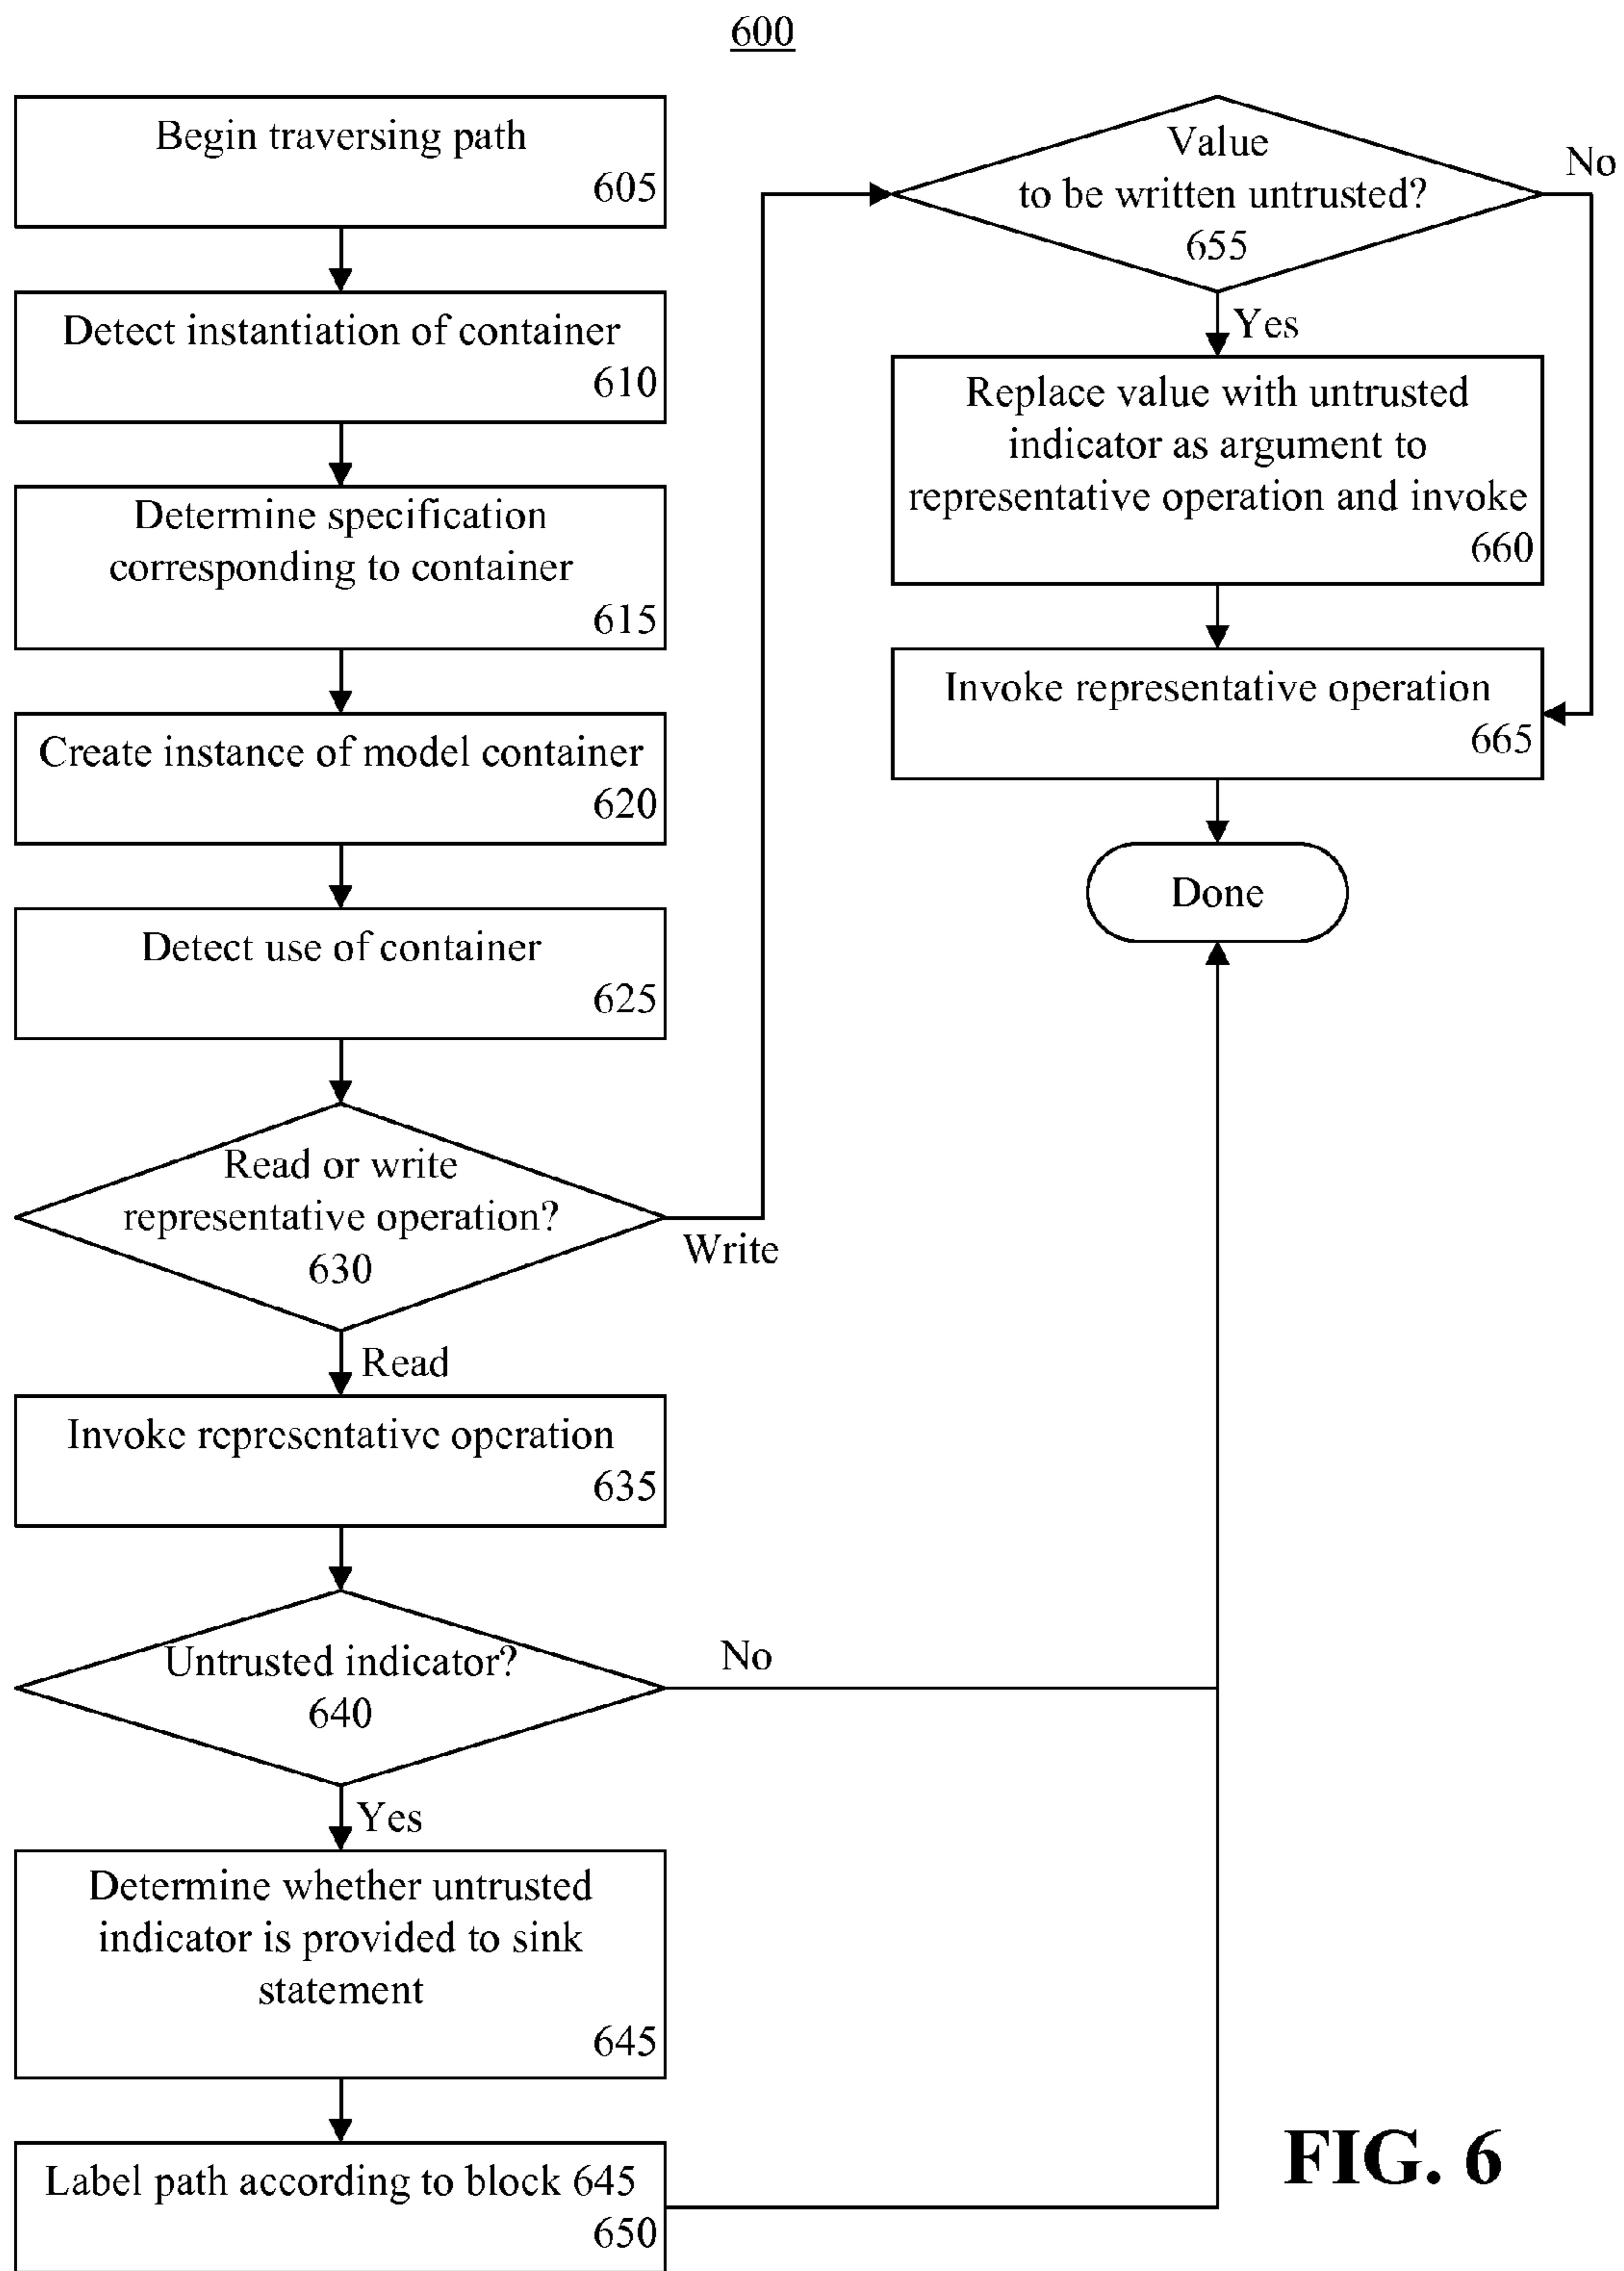 600
Begin traversing path
605
Detect instantiation of container
610
Determine specification
corresponding to container
615
Create instance of model container
620
Detect use of container
625
Read or write
representative operation?
630
Write
Read
Invoke representative operation
635
Untrusted indicator?
640
No
Yes
Determine whether untrusted
indicator is provided to sink
statement
645
Label path according to block 645
650
Value
to be written untrusted?
655
No
Yes
Replace value with untrusted
indicator as argument to
representative operation and invoke
660
Invoke representative operation
665
Done
FIG. 6